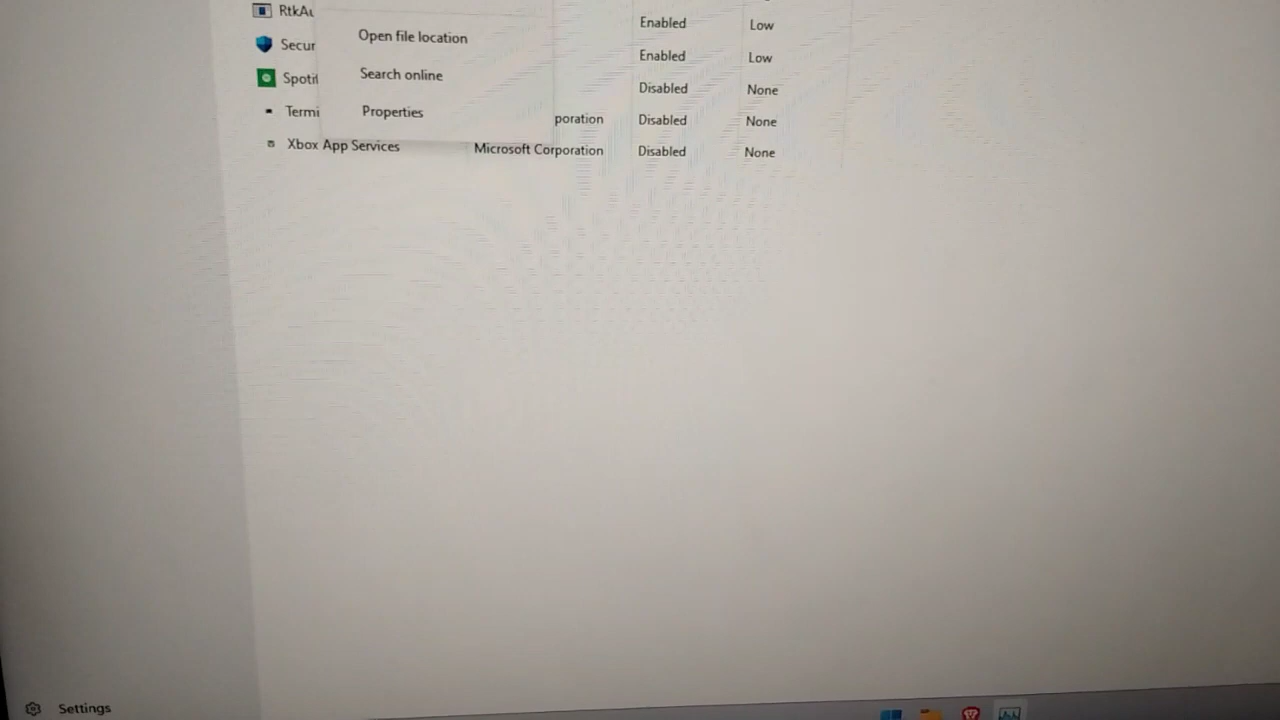 RtkAu Enabled Low
Open file location
Secur Enabled Low
Search online
Spotif Disabled None
Properties
Termi poration Disabled None
Xbox App Services Microsoft Corporation Disabled None
Settings